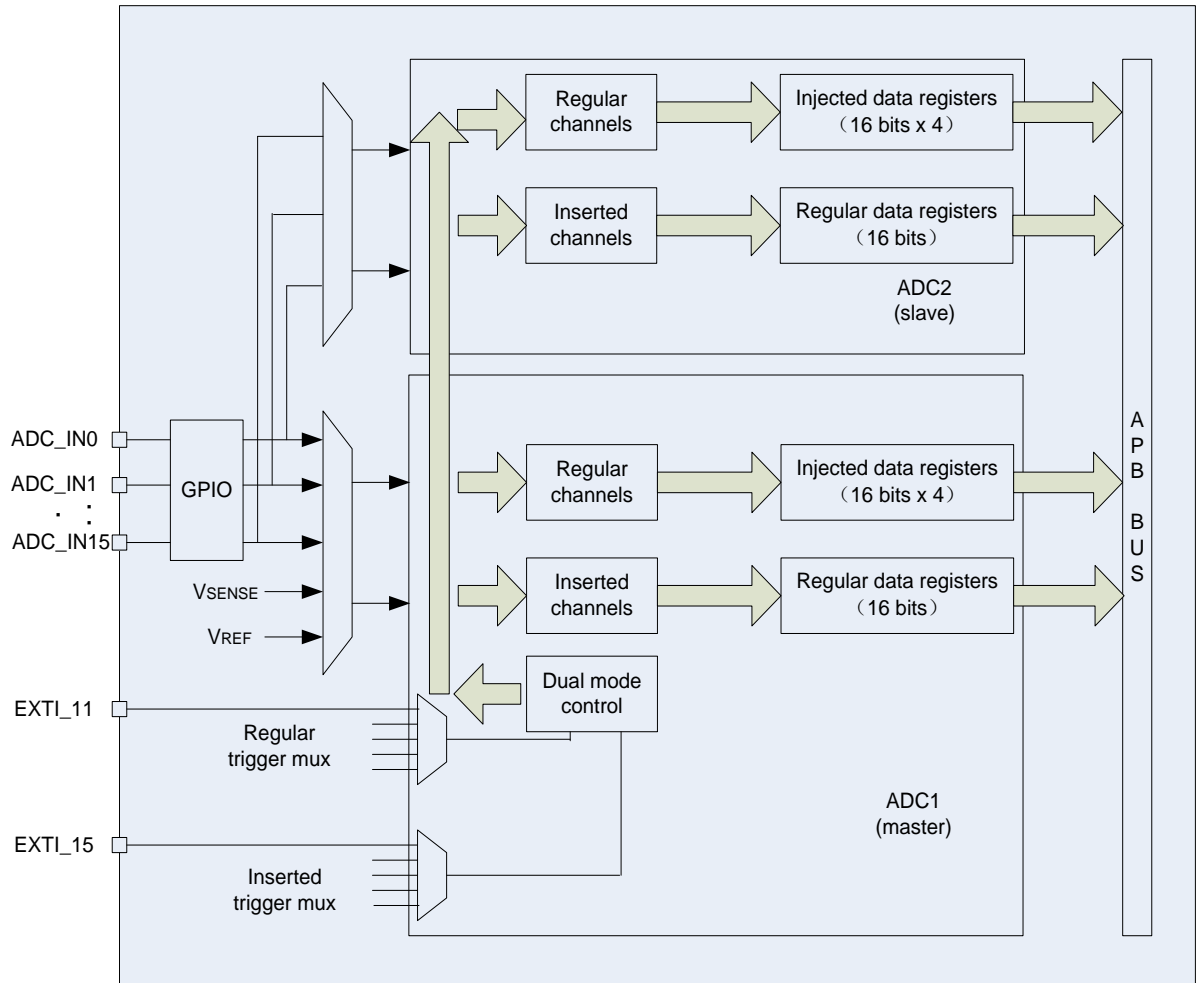 Regular
channels
Injected data registers
（16 bits x 4）
Inserted
channels
Regular data registers
（16 bits）
ADC2
(slave)
ADC_IN0
ADC_IN1
ADC_IN15
GPIO
VSENSE
VREF
Regular
channels
Injected data registers
（16 bits x 4）
Inserted
channels
Regular data registers
（16 bits）
Dual mode
control
EXTI_11
Regular
trigger mux
ADC1
(master)
EXTI_15
Inserted
trigger mux
A
P
B
B
U
S